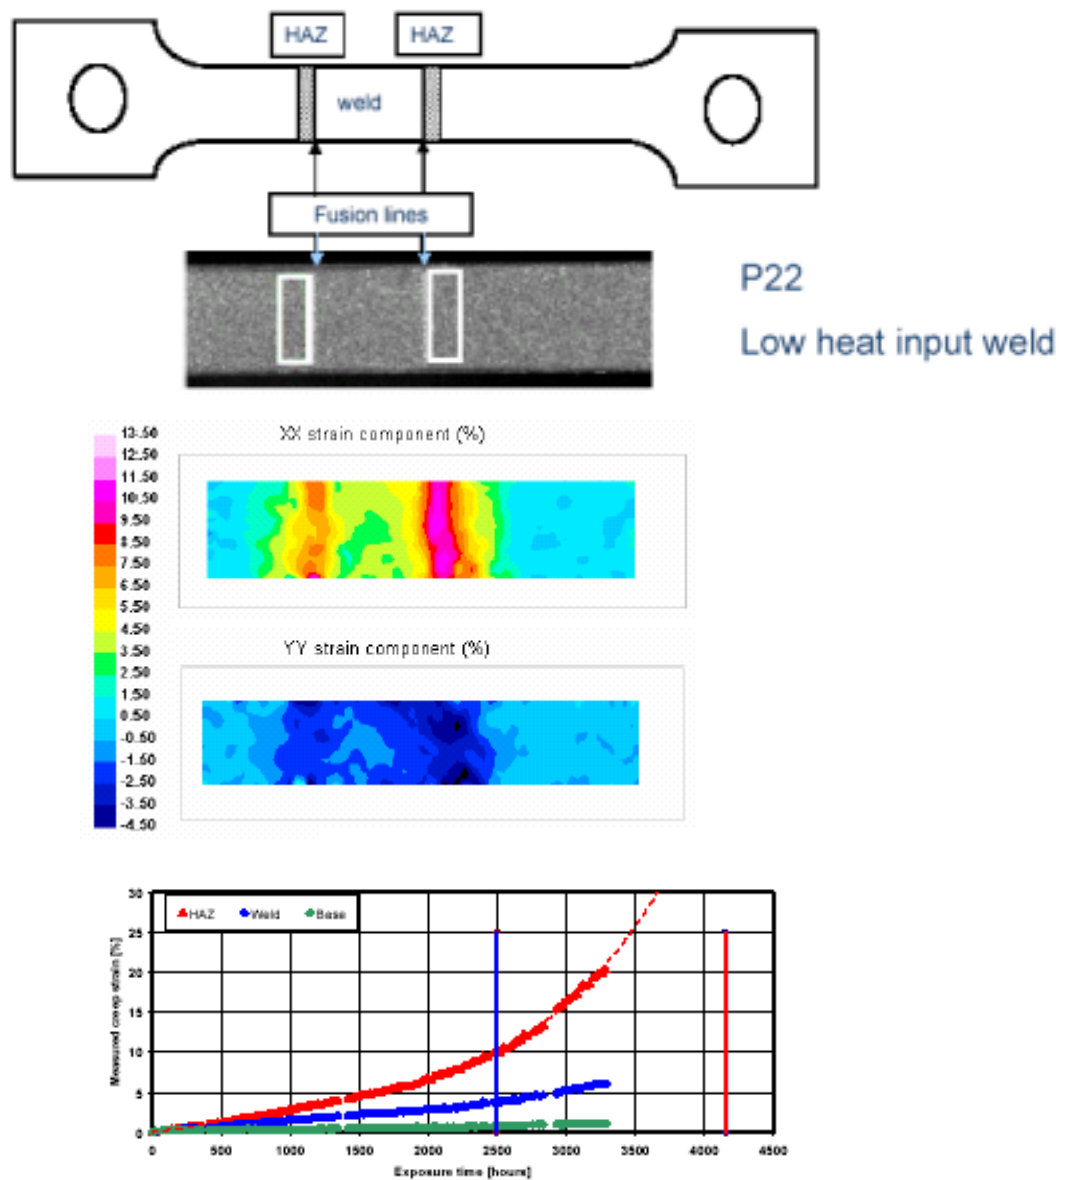 HAZ HAZ
weld
Fusion lines
P22
Low heat input weld
XX strain component (%)
13.50
12.50
11.50
10.50
9.50
8.50
7.50
6.50
5.50
4.50
3.50
2.50
1.50
0.50
-0.50
-1.50
-2.50
-3.50
-4.50
YY strain component (%)
HAZ Weld Base
Measured creep strain [%]
30
25
20
15
10
5
0
0 500 1000 1500 2000 2500 3000 3500 4000 4500
Exposure time [hours]